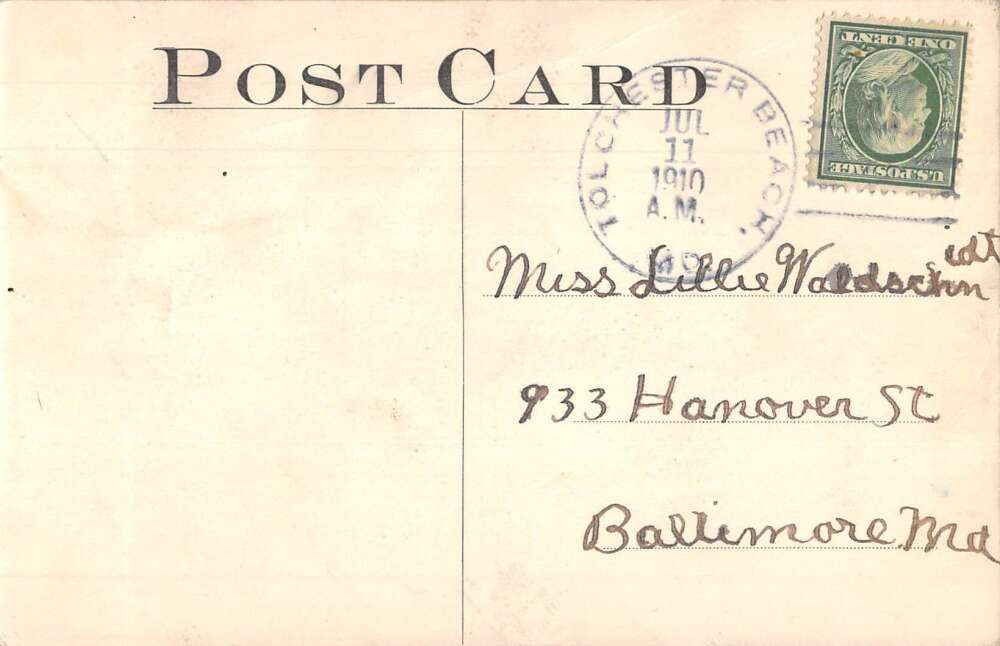 POST CARD
TOLCHESTER BEACH, MD.
JUL
11
1910
A.M.
ONE CENT
U.S. POSTAGE
Miss Lillie Waldschmidt
933 Hanover St
Baltimore Md